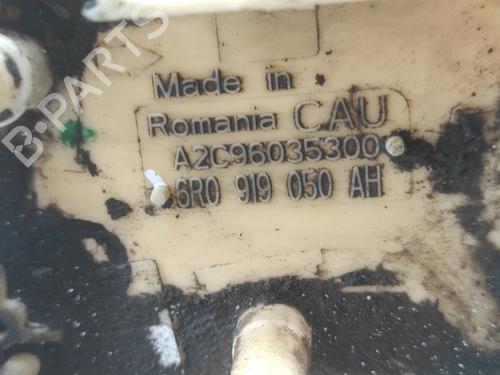 B-PARTS
Made in
Romania CAU
A2C96035300
6R0 919 050 AH